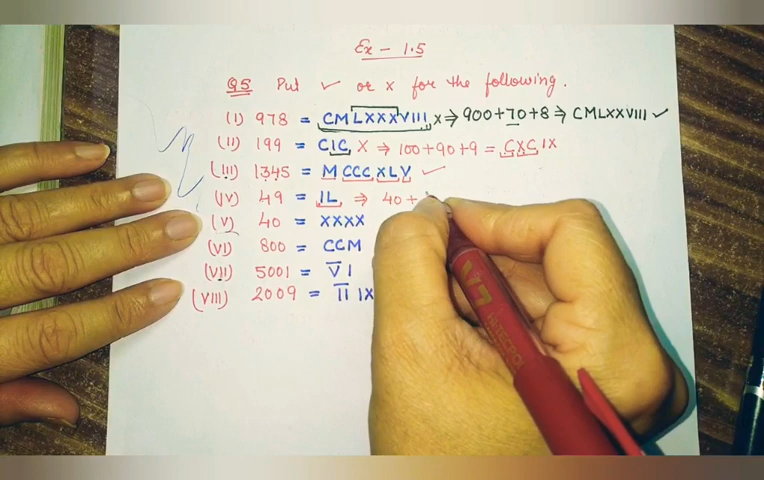 Ex - 1.5
Q5 Put ✓ or x for the following.
(I) 978 = CMLXXXVIII x ⇒ 900+70+8 ⇒ CMLXXVIII ✓
(II) 199 = CIC X ⇒ 100+90+9 = CXCIX
(III) 1345 = MCCCXLV ✓
(IV) 49 = IL ⇒ 40+
(V) 40 = XXXX
(VI) 800 = CCM
(VII) 5001 = V̅I
(VIII) 2009 = I̅I̅IX
V7